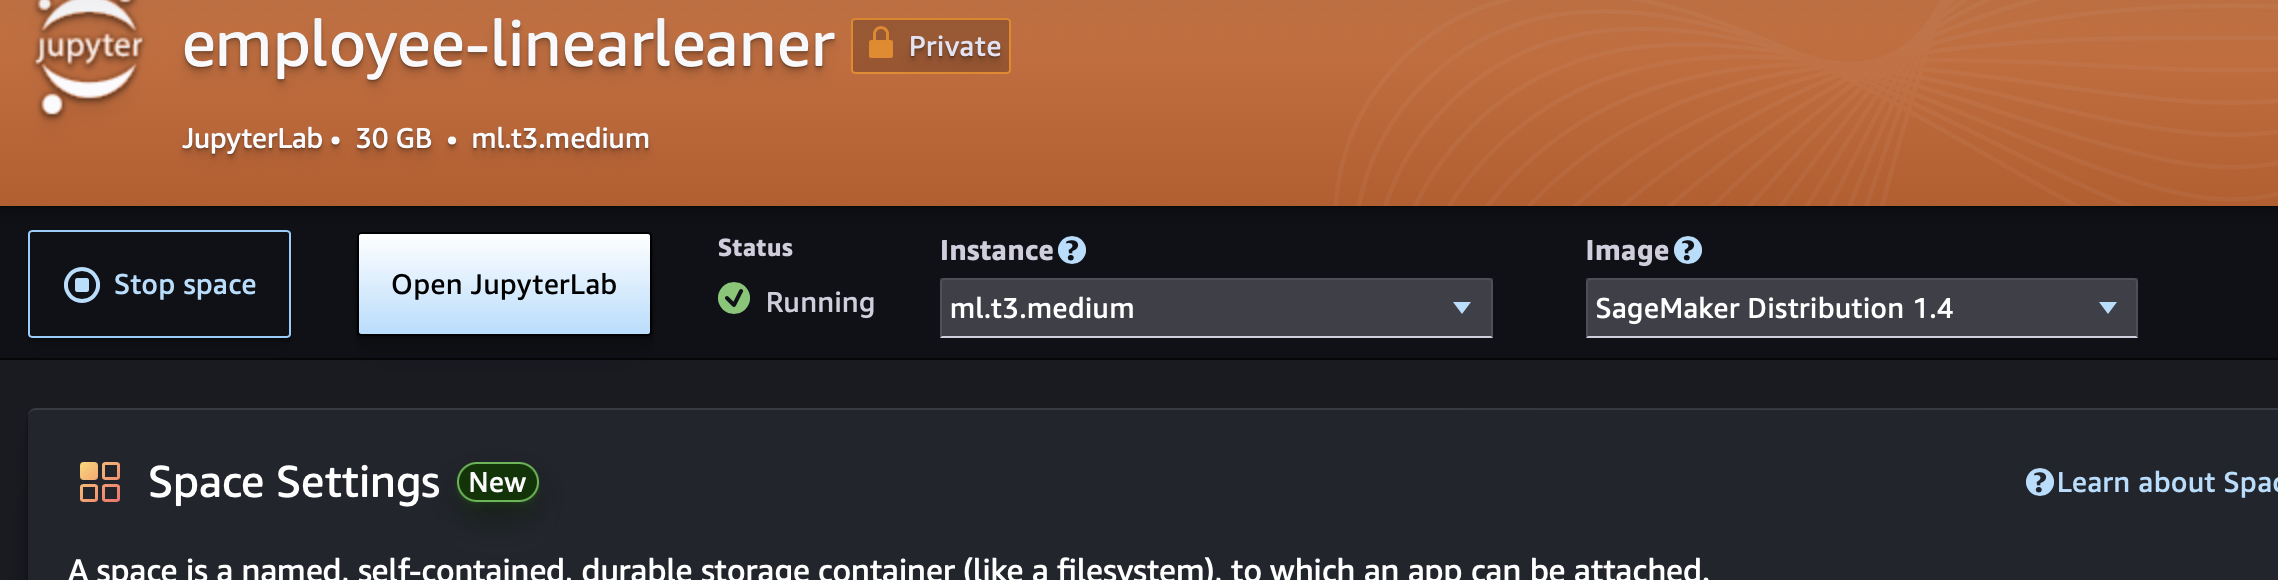 jupyter
employee-linearleaner
Private
JupyterLab • 30 GB • ml.t3.medium
Stop space
Open JupyterLab
Status
Running
Instance ?
ml.t3.medium
Image ?
SageMaker Distribution 1.4
Space Settings
New
? Learn about Spac
A space is a named, self-contained, durable storage container (like a filesystem), to which an app can be attached.